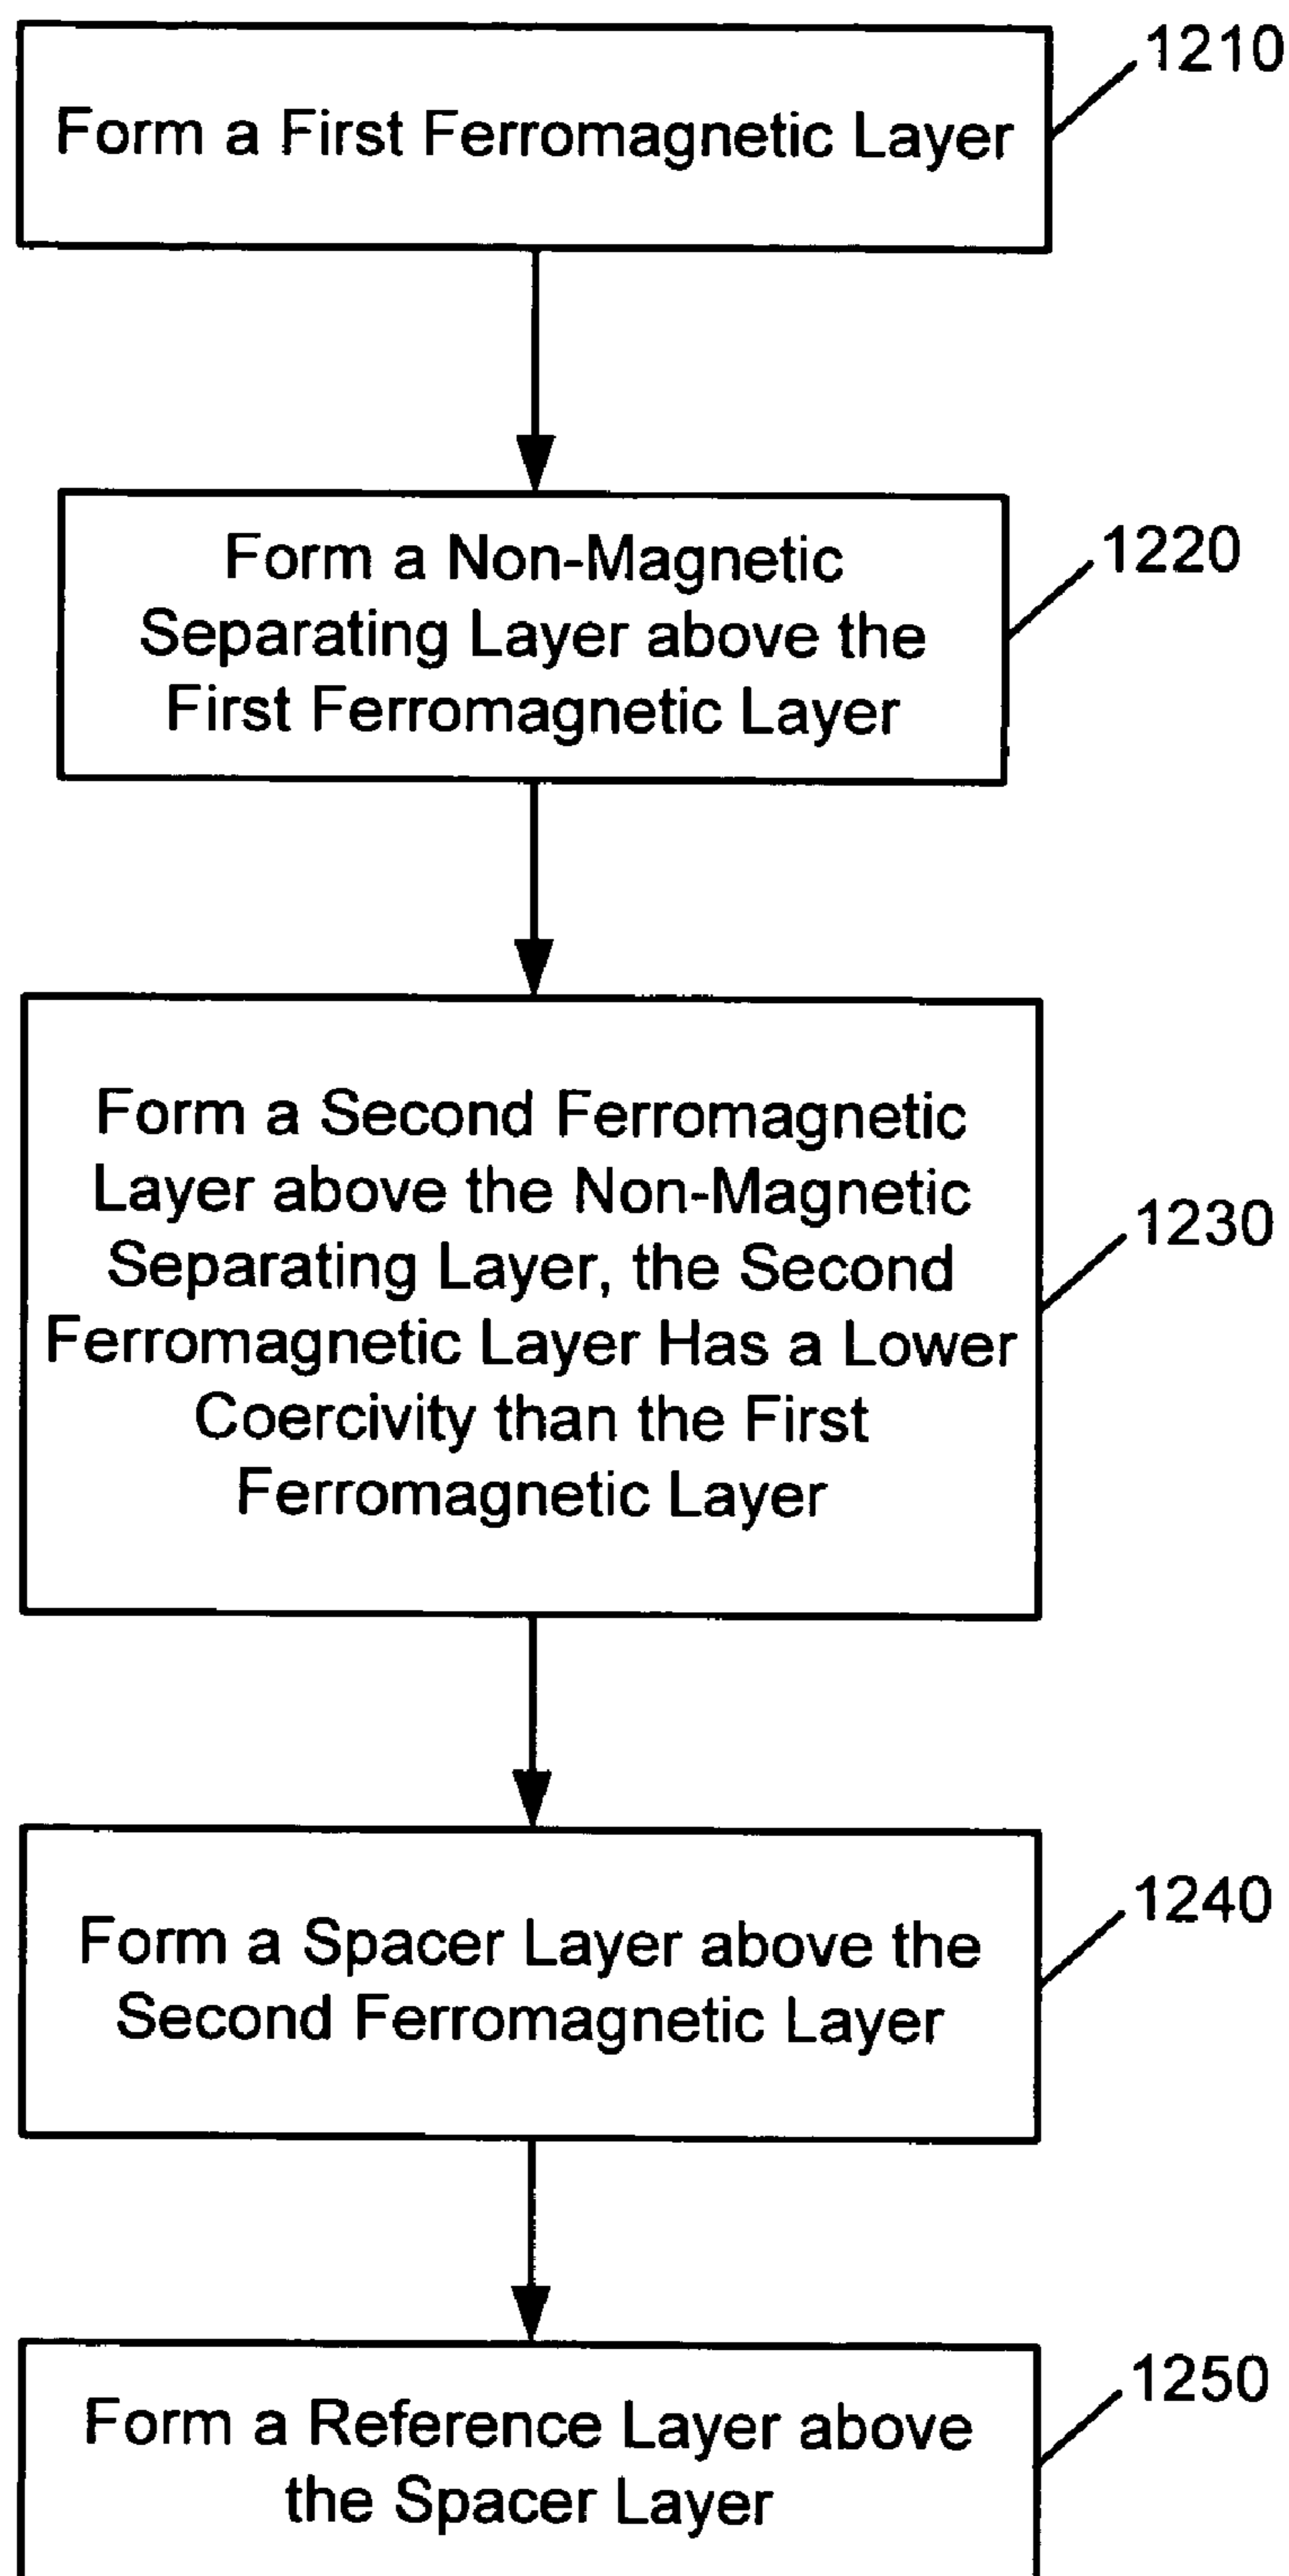 1210
Form a First Ferromagnetic Layer
1220
Form a Non-Magnetic
Separating Layer above the
First Ferromagnetic Layer
1230
Form a Second Ferromagnetic
Layer above the Non-Magnetic
Separating Layer, the Second
Ferromagnetic Layer Has a Lower
Coercivity than the First
Ferromagnetic Layer
1240
Form a Spacer Layer above the
Second Ferromagnetic Layer
1250
Form a Reference Layer above
the Spacer Layer